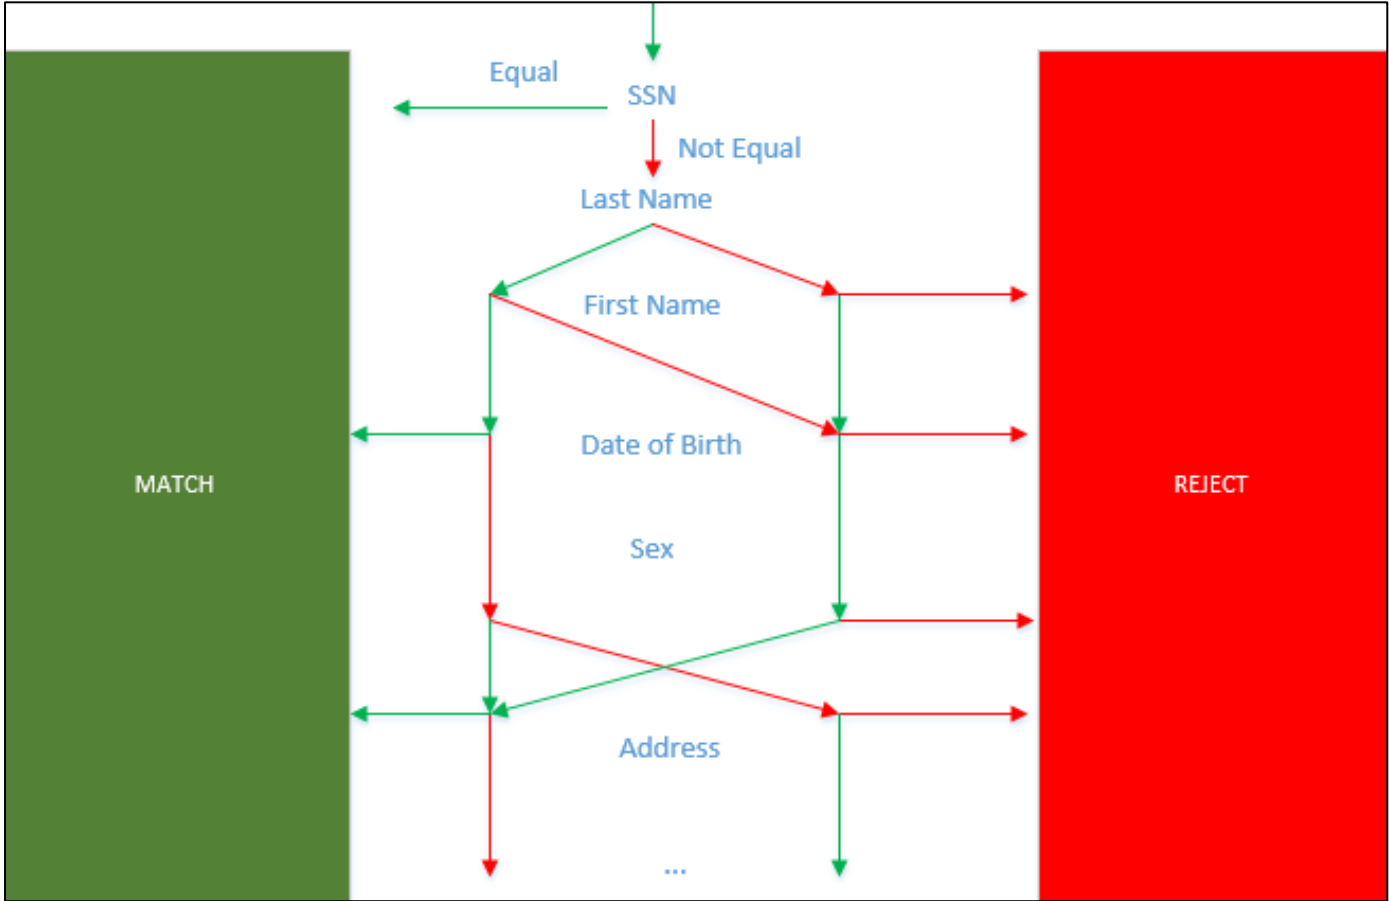 Equal
SSN
Not Equal
Last Name
First Name
Date of Birth
MATCH
REJECT
Sex
Address
...